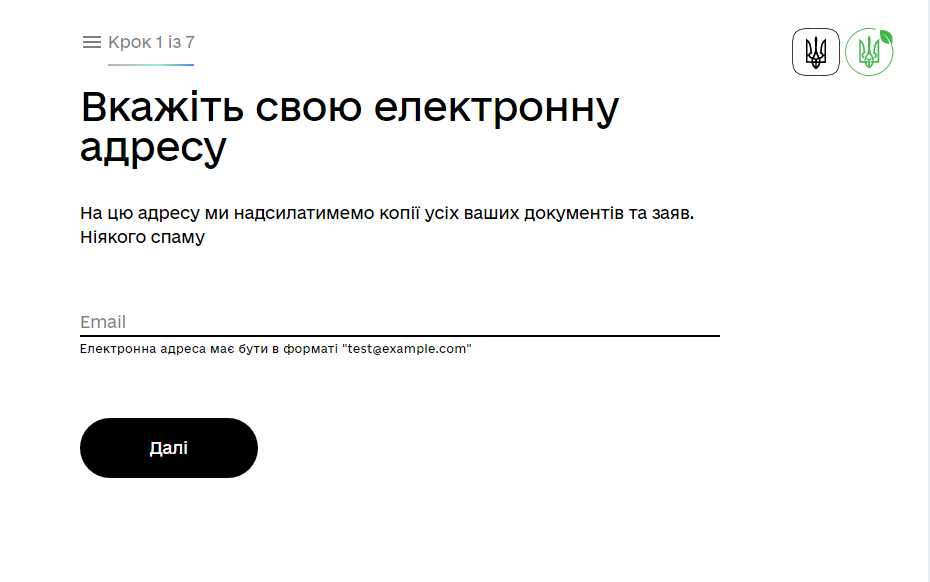 Крок 1 із 7
Вкажіть свою електронну
адресу
На цю адресу ми надсилатимемо копії усіх ваших документів та заяв.
Ніякого спаму
Email
Електронна адреса має бути в форматі "test@example.com"
Далі